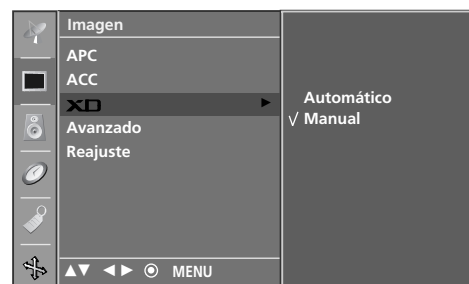 Imagen
APC
ACC
XD ►
Avanzado
Reajuste
Automático
√ Manual
▲▼ ◄► ◉ MENU